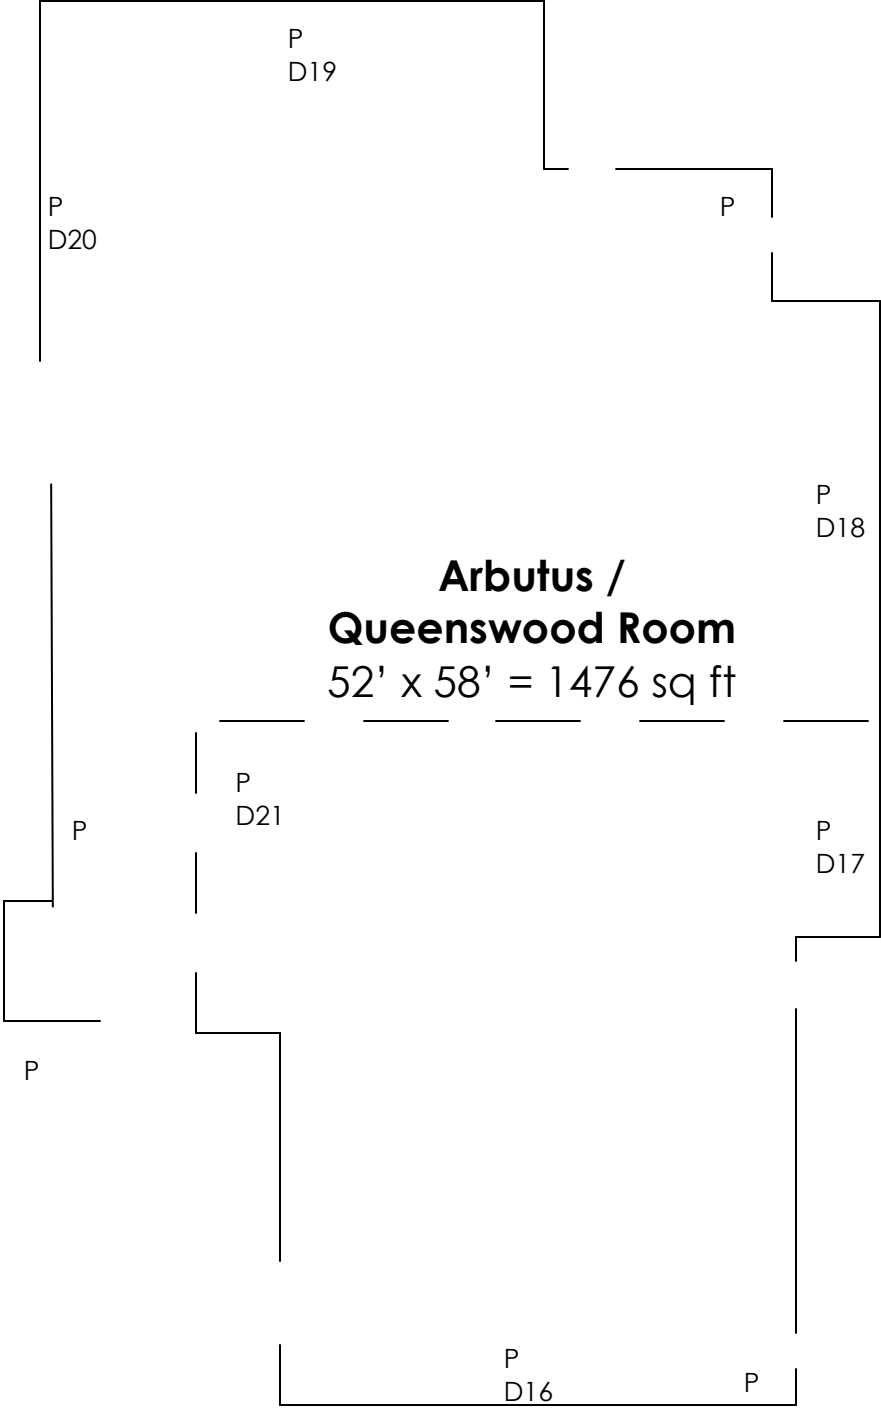 P
D19
P
D20
P
P
D18
Arbutus /
Queenswood Room
52’ x 58’ = 1476 sq ft
P
D21
P
P
D17
P
P
D16
P